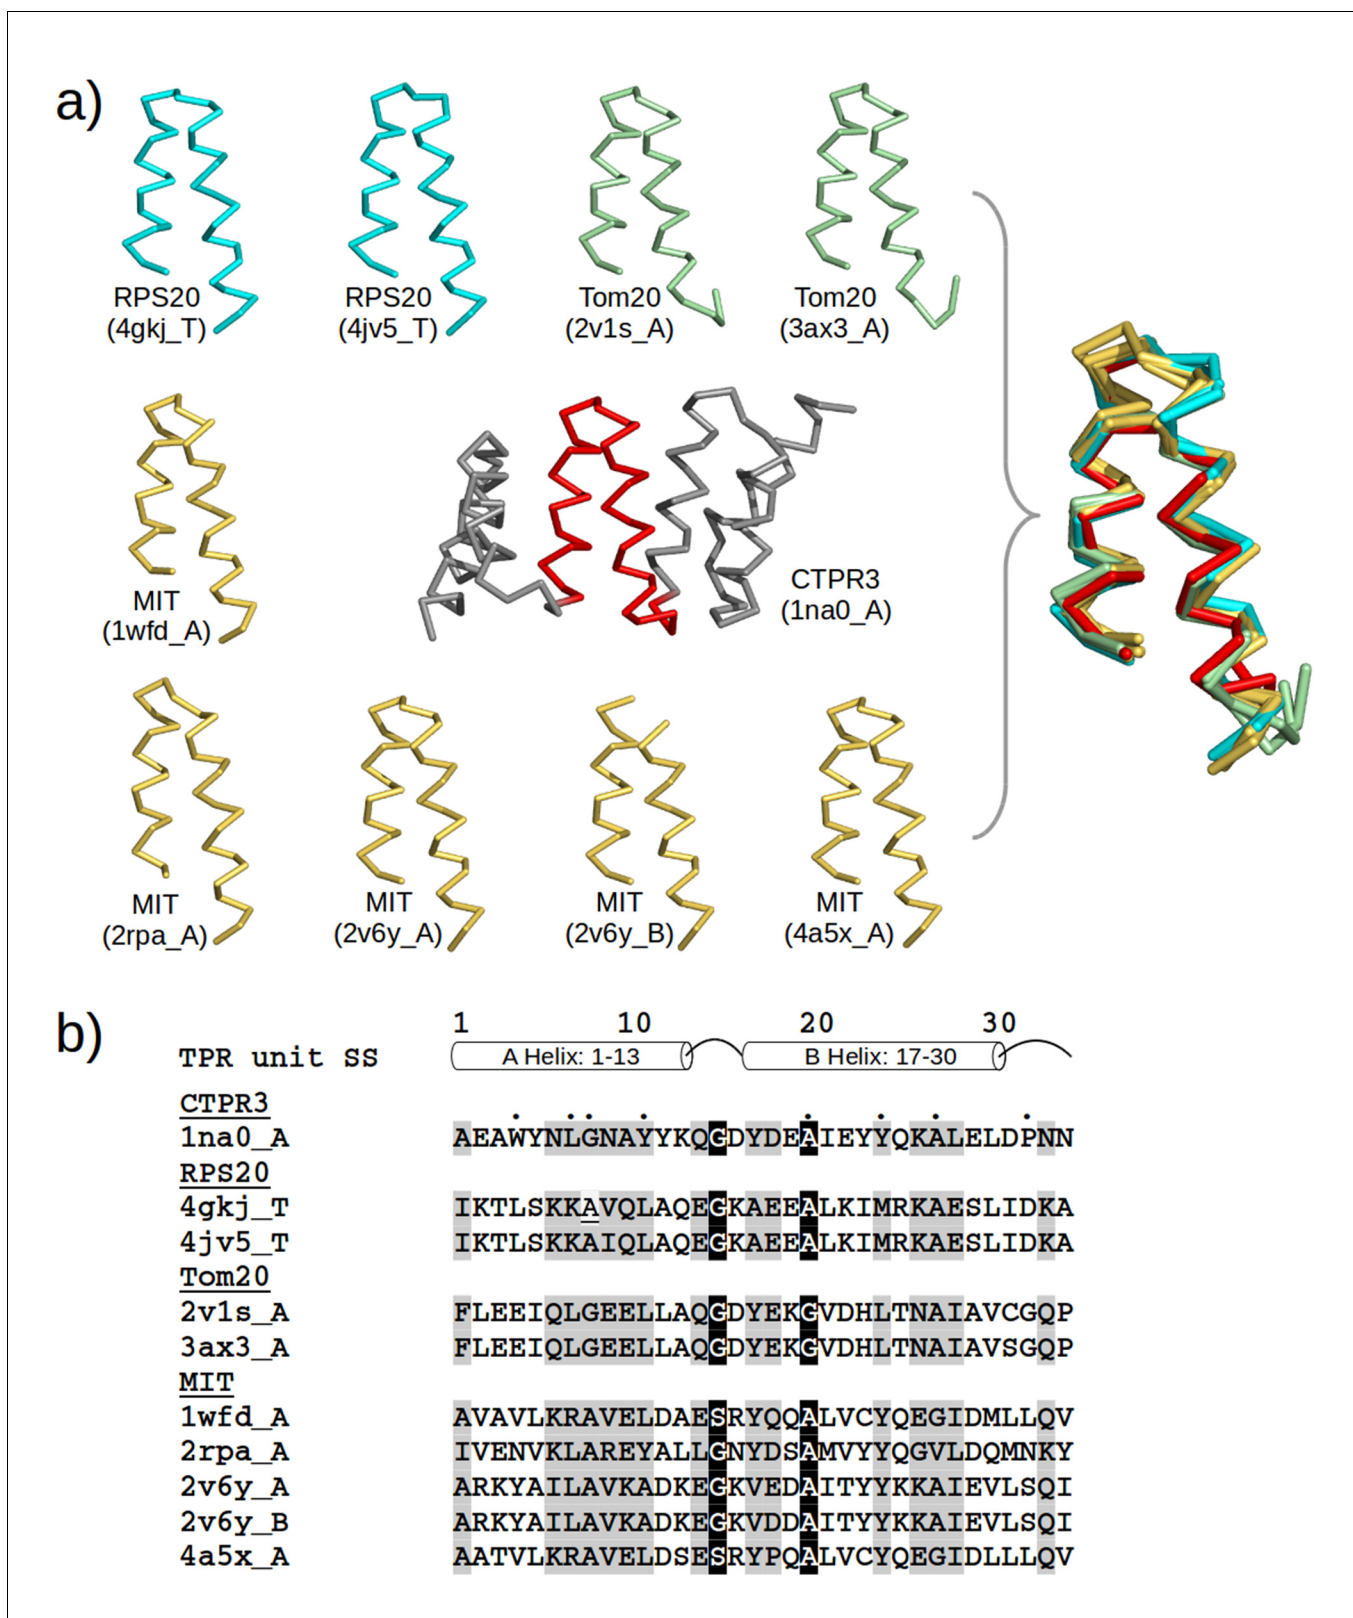 a)
RPS20
(4gkj_T)
RPS20
(4jv5_T)
Tom20
(2v1s_A)
Tom20
(3ax3_A)
MIT
(1wfd_A)
CTPR3
(1na0_A)
MIT
(2rpa_A)
MIT
(2v6y_A)
MIT
(2v6y_B)
MIT
(4a5x_A)
b)
1 10 20 30
TPR unit SS A Helix: 1-13 B Helix: 17-30
CTPR3
1na0_A AEAWYNLGNAYYKQGDYDEAIEYYQKALELDPNN
RPS20
4gkj_T IKTLSKKAVQLAQEGKAEEALKIMRKAESLIDKA
4jv5_T IKTLSKKAIQLAQEGKAEEALKIMRKAESLIDKA
Tom20
2v1s_A FLEEIQLGEELLAQGDYEKGVDHLTNAIAVCGQP
3ax3_A FLEEIQLGEELLAQGDYEKGVDHLTNAIAVSGQP
MIT
1wfd_A AVAVLKRAVELDAESRYQQALVCYQEGIDMLLQV
2rpa_A IVENVKLAREYALLGNYDSAMVYYQGVLDQMNKY
2v6y_A ARKYAILAVKADKEGKVEDAITYYKKAIEVLSQI
2v6y_B ARKYAILAVKADKEGKVDDAITYYKKAIEVLSQI
4a5x_A AATVLKRAVELDSESRYPQALVCYQEGIDLLLQV